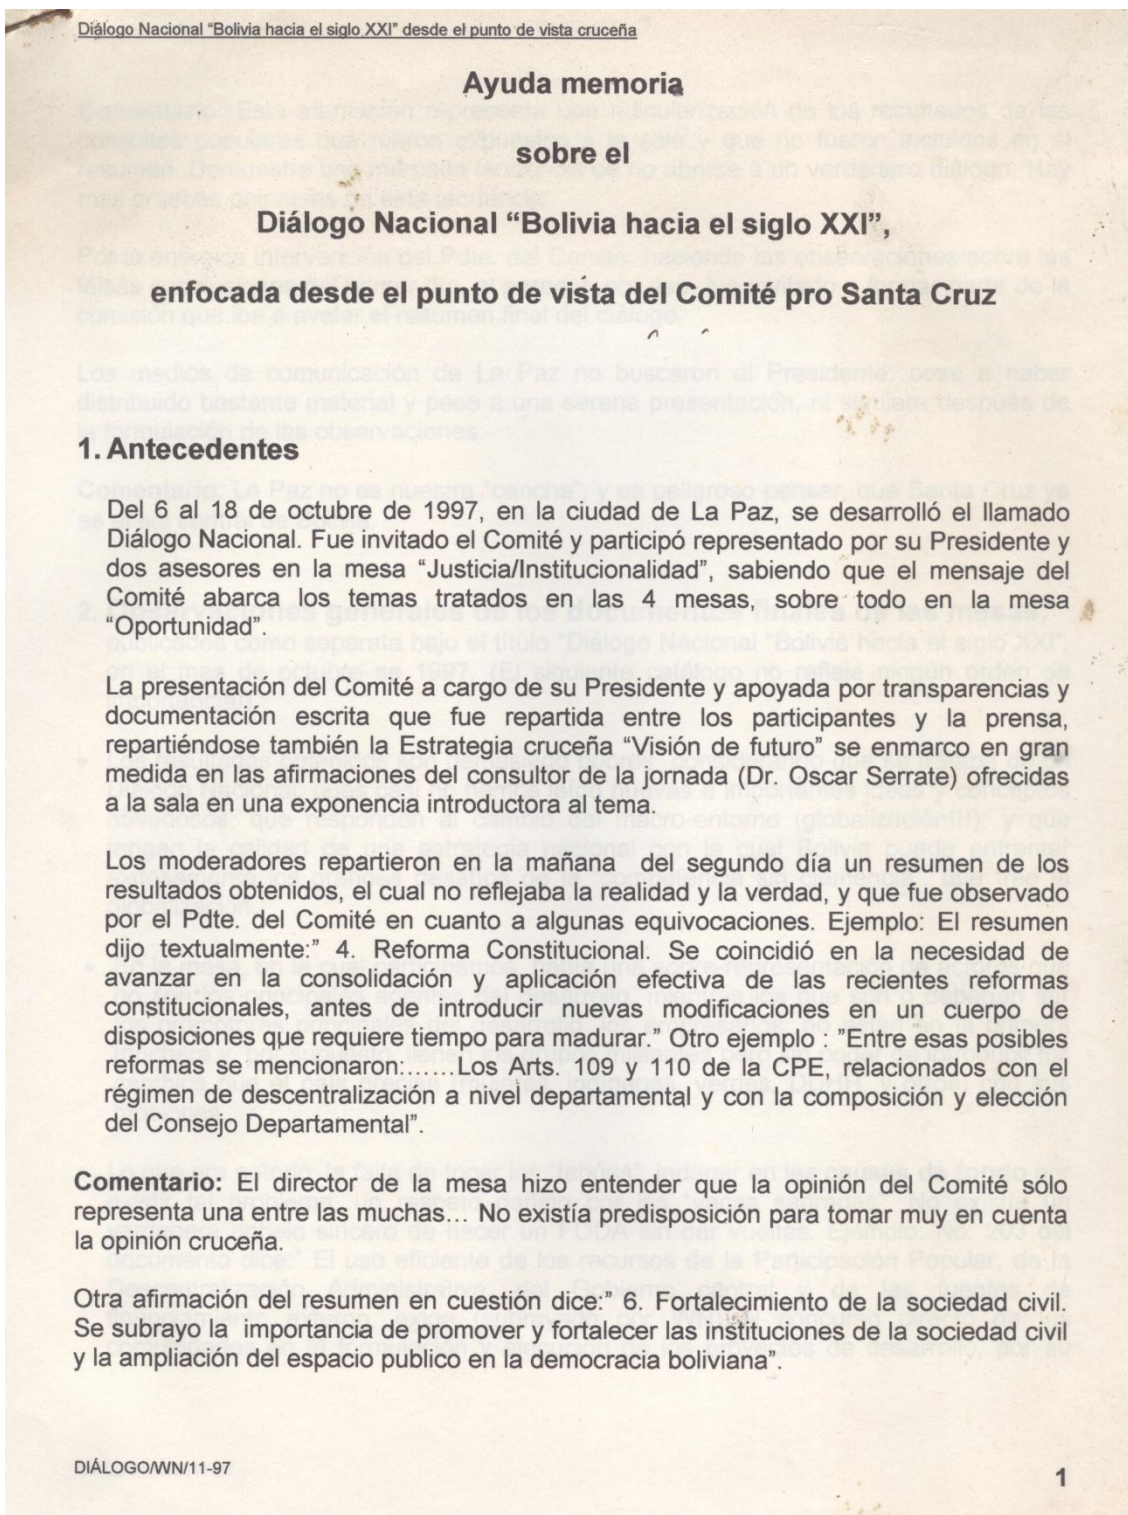 Diálogo Nacional "Bolivia hacia el siglo XXI" desde el punto de vista cruceña
Ayuda memoria
sobre el
Diálogo Nacional “Bolivia hacia el siglo XXI”,
enfocada desde el punto de vista del Comité pro Santa Cruz
1. Antecedentes
Del 6 al 18 de octubre de 1997, en la ciudad de La Paz, se desarrolló el llamado
Diálogo Nacional. Fue invitado el Comité y participó representado por su Presidente y
dos asesores en la mesa “Justicia/Institucionalidad”, sabiendo que el mensaje del
Comité abarca los temas tratados en las 4 mesas, sobre todo en la mesa
“Oportunidad”.
La presentación del Comité a cargo de su Presidente y apoyada por transparencias y
documentación escrita que fue repartida entre los participantes y la prensa,
repartiéndose también la Estrategia cruceña “Visión de futuro” se enmarco en gran
medida en las afirmaciones del consultor de la jornada (Dr. Oscar Serrate) ofrecidas
a la sala en una exponencia introductora al tema.
Los moderadores repartieron en la mañana del segundo día un resumen de los
resultados obtenidos, el cual no reflejaba la realidad y la verdad, y que fue observado
por el Pdte. del Comité en cuanto a algunas equivocaciones. Ejemplo: El resumen
dijo textualmente:” 4. Reforma Constitucional. Se coincidió en la necesidad de
avanzar en la consolidación y aplicación efectiva de las recientes reformas
constitucionales, antes de introducir nuevas modificaciones en un cuerpo de
disposiciones que requiere tiempo para madurar.” Otro ejemplo : ”Entre esas posibles
reformas se mencionaron:......Los Arts. 109 y 110 de la CPE, relacionados con el
régimen de descentralización a nivel departamental y con la composición y elección
del Consejo Departamental”.
Comentario: El director de la mesa hizo entender que la opinión del Comité sólo
representa una entre las muchas... No existía predisposición para tomar muy en cuenta
la opinión cruceña.
Otra afirmación del resumen en cuestión dice:” 6. Fortalecimiento de la sociedad civil.
Se subrayo la importancia de promover y fortalecer las instituciones de la sociedad civil
y la ampliación del espacio publico en la democracia boliviana”.
DIÁLOGO/WN/11-97
1